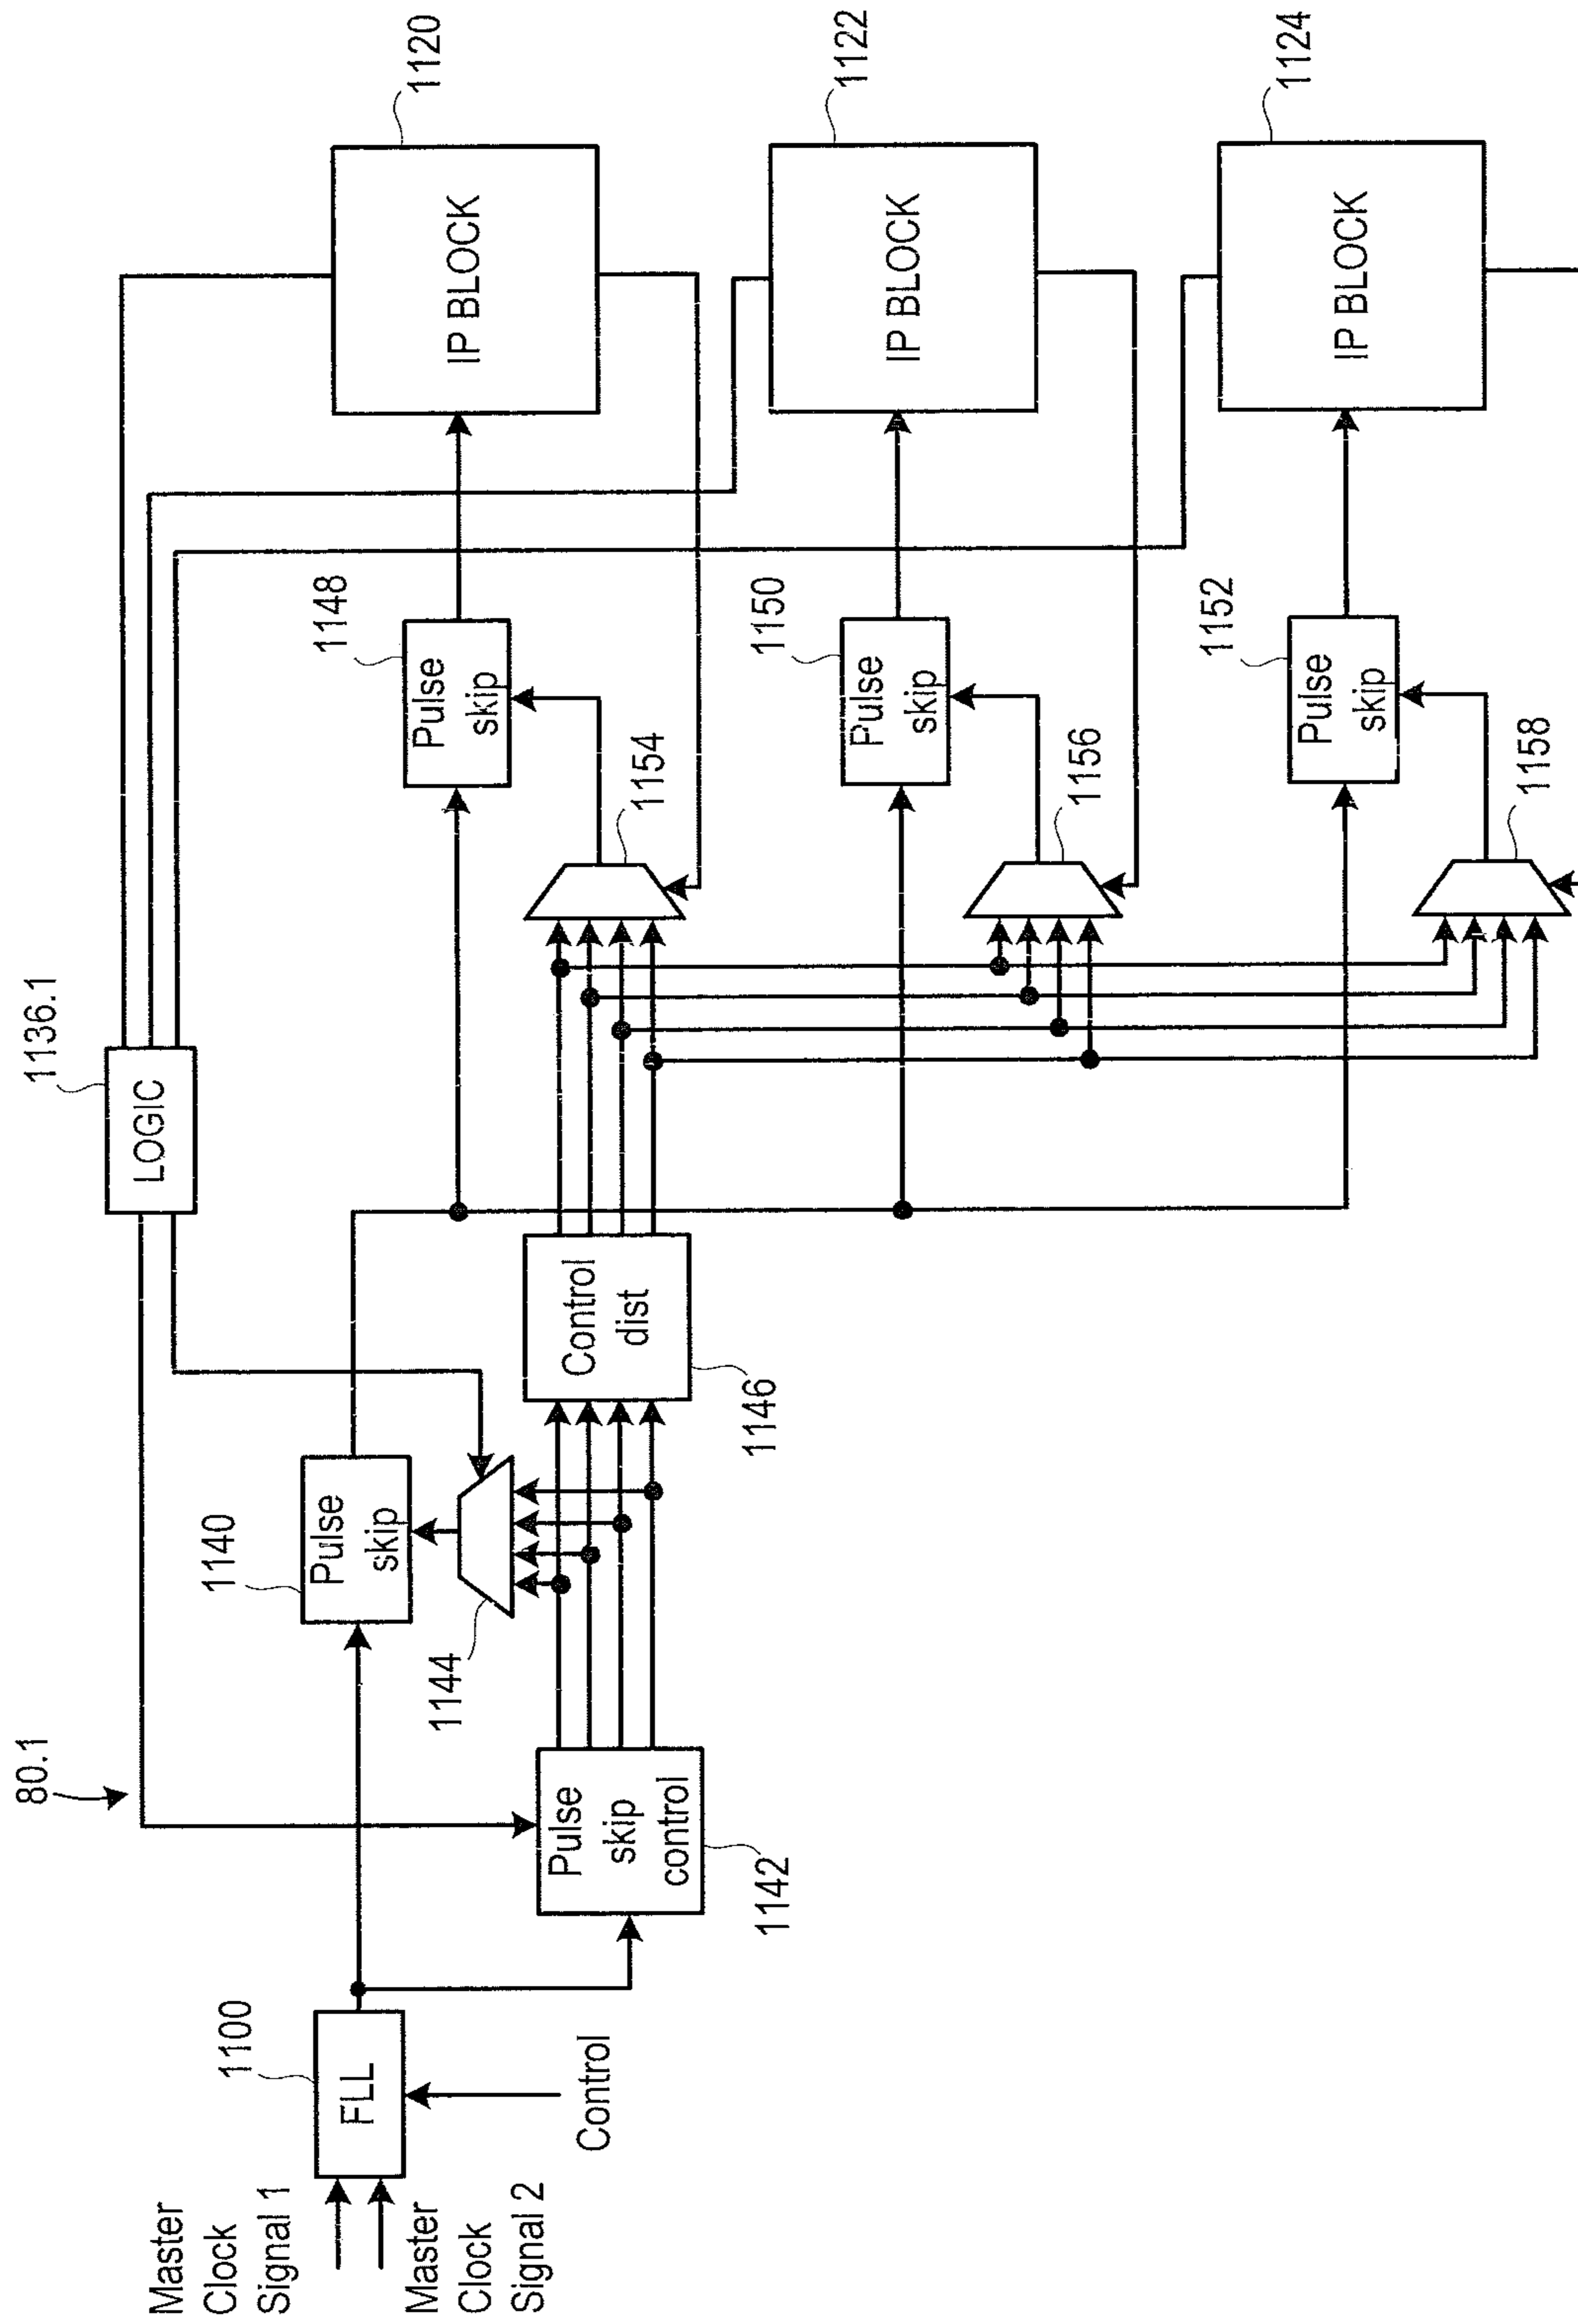 80.1
Master
Clock
Signal 1
Master
Clock
Signal 2
1100
FLL
Control
1140
Pulse
skip
1144
Pulse
skip
control
1142
1136.1
LOGIC
Control
dist
1146
1148
Pulse
skip
1154
1150
Pulse
skip
1156
1152
Pulse
skip
1158
1120
IP BLOCK
1122
IP BLOCK
1124
IP BLOCK